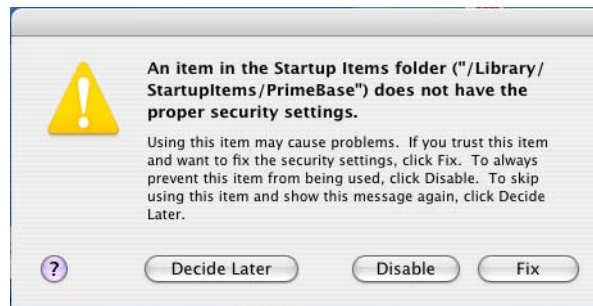 An item in the Startup Items folder ("/Library/
StartupItems/PrimeBase") does not have the
proper security settings.
Using this item may cause problems. If you trust this item
and want to fix the security settings, click Fix. To always
prevent this item from being used, click Disable. To skip
using this item and show this message again, click Decide
Later.
? Decide Later Disable Fix